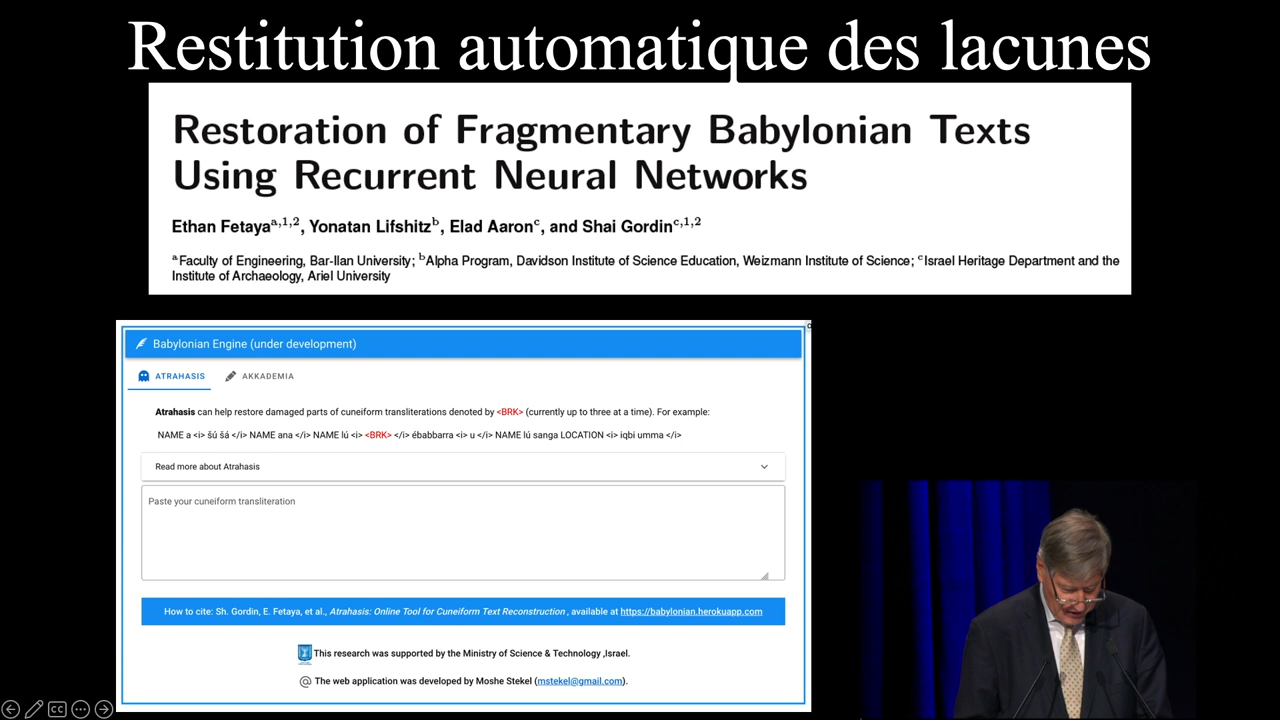 Restitution automatique des lacunes
Restoration of Fragmentary Babylonian Texts
Using Recurrent Neural Networks
Ethan Fetayaa,1,2, Yonatan Lifshitzb, Elad Aaronc, and Shai Gordinc,1,2
aFaculty of Engineering, Bar-Ilan University; bAlpha Program, Davidson Institute of Science Education, Weizmann Institute of Science; cIsrael Heritage Department and the
Institute of Archaeology, Ariel University
Babylonian Engine (under development)
ATRAHASIS AKKADEMIA
Atrahasis can help restore damaged parts of cuneiform transliterations denoted by <BRK> (currently up to three at a time). For example:
NAME a <i> šú šá </i> NAME ana </i> NAME lú <i> <BRK> </i> ébabbarra <i> u </i> NAME lú sanga LOCATION <i> iqbi umma </i>
Read more about Atrahasis
Paste your cuneiform transliteration
How to cite: Sh. Gordin, E. Fetaya, et al., Atrahasis: Online Tool for Cuneiform Text Reconstruction , available at https://babylonian.herokuapp.com
This research was supported by the Ministry of Science & Technology ,Israel.
The web application was developed by Moshe Stekel (mstekel@gmail.com).
CC